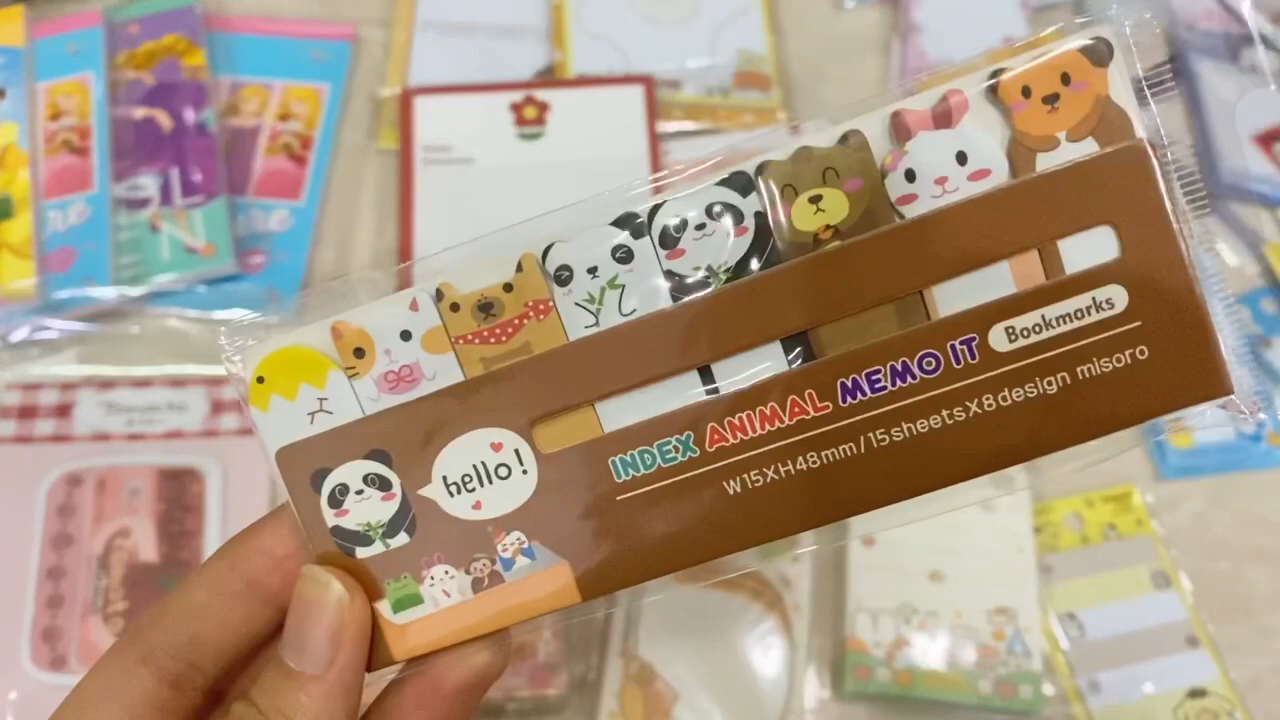 hello!
INDEX ANIMAL MEMO IT Bookmarks
W15XH48mm/15sheetsX8design misoro